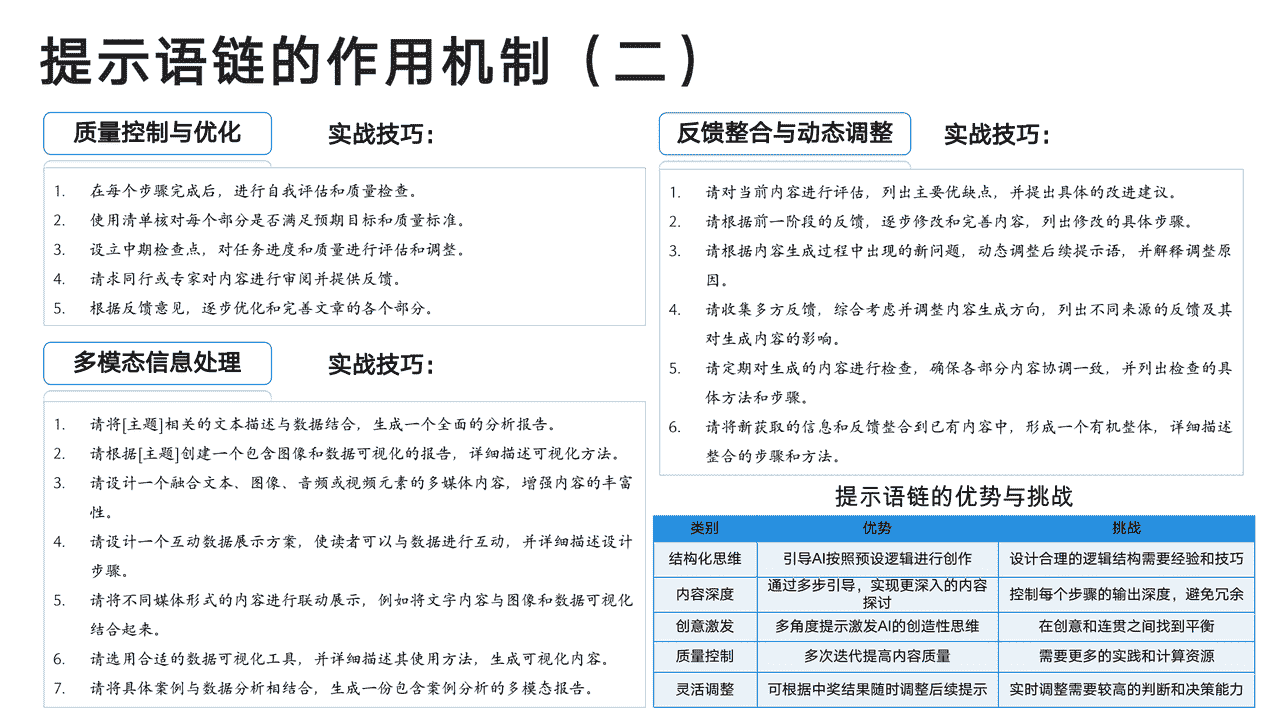 提示语链的作用机制（二）
质量控制与优化
实战技巧：
1. 在每个步骤完成后，进行自我评估和质量检查。
2. 使用清单核对每个部分是否满足预期目标和质量标准。
3. 设立中期检查点，对任务进度和质量进行评估和调整。
4. 请求同行或专家对内容进行审阅并提供反馈。
5. 根据反馈意见，逐步优化和完善文章的各个部分。
多模态信息处理
实战技巧：
1. 请将[主题]相关的文本描述与数据结合，生成一个全面的分析报告。
2. 请根据[主题]创建一个包含图像和数据可视化的报告，详细描述可视化方法。
3. 请设计一个融合文本、图像、音频或视频元素的多媒体内容，增强内容的丰富
性。
4. 请设计一个互动数据展示方案，使读者可以与数据进行互动，并详细描述设计
步骤。
5. 请将不同媒体形式的内容进行联动展示，例如将文字内容与图像和数据可视化
结合起来。
6. 请选用合适的数据可视化工具，并详细描述其使用方法，生成可视化内容。
7. 请将具体案例与数据分析相结合，生成一份包含案例分析的多模态报告。
反馈整合与动态调整
实战技巧：
1. 请对当前内容进行评估，列出主要优缺点，并提出具体的改进建议。
2. 请根据前一阶段的反馈，逐步修改和完善内容，列出修改的具体步骤。
3. 请根据内容生成过程中出现的新问题，动态调整后续提示语，并解释调整原
因。
4. 请收集多方反馈，综合考虑并调整内容生成方向，列出不同来源的反馈及其
对生成内容的影响。
5. 请定期对生成的内容进行检查，确保各部分内容协调一致，并列出检查的具
体方法和步骤。
6. 请将新获取的信息和反馈整合到已有内容中，形成一个有机整体，详细描述
整合的步骤和方法。
提示语链的优势与挑战
类别 优势 挑战
结构化思维 引导AI按照预设逻辑进行创作 设计合理的逻辑结构需要经验和技巧
内容深度 通过多步引导，实现更深入的内容
探讨 控制每个步骤的输出深度，避免冗余
创意激发 多角度提示激发AI的创造性思维 在创意和连贯之间找到平衡
质量控制 多次迭代提高内容质量 需要更多的实践和计算资源
灵活调整 可根据中奖结果随时调整后续提示 实时调整需要较高的判断和决策能力